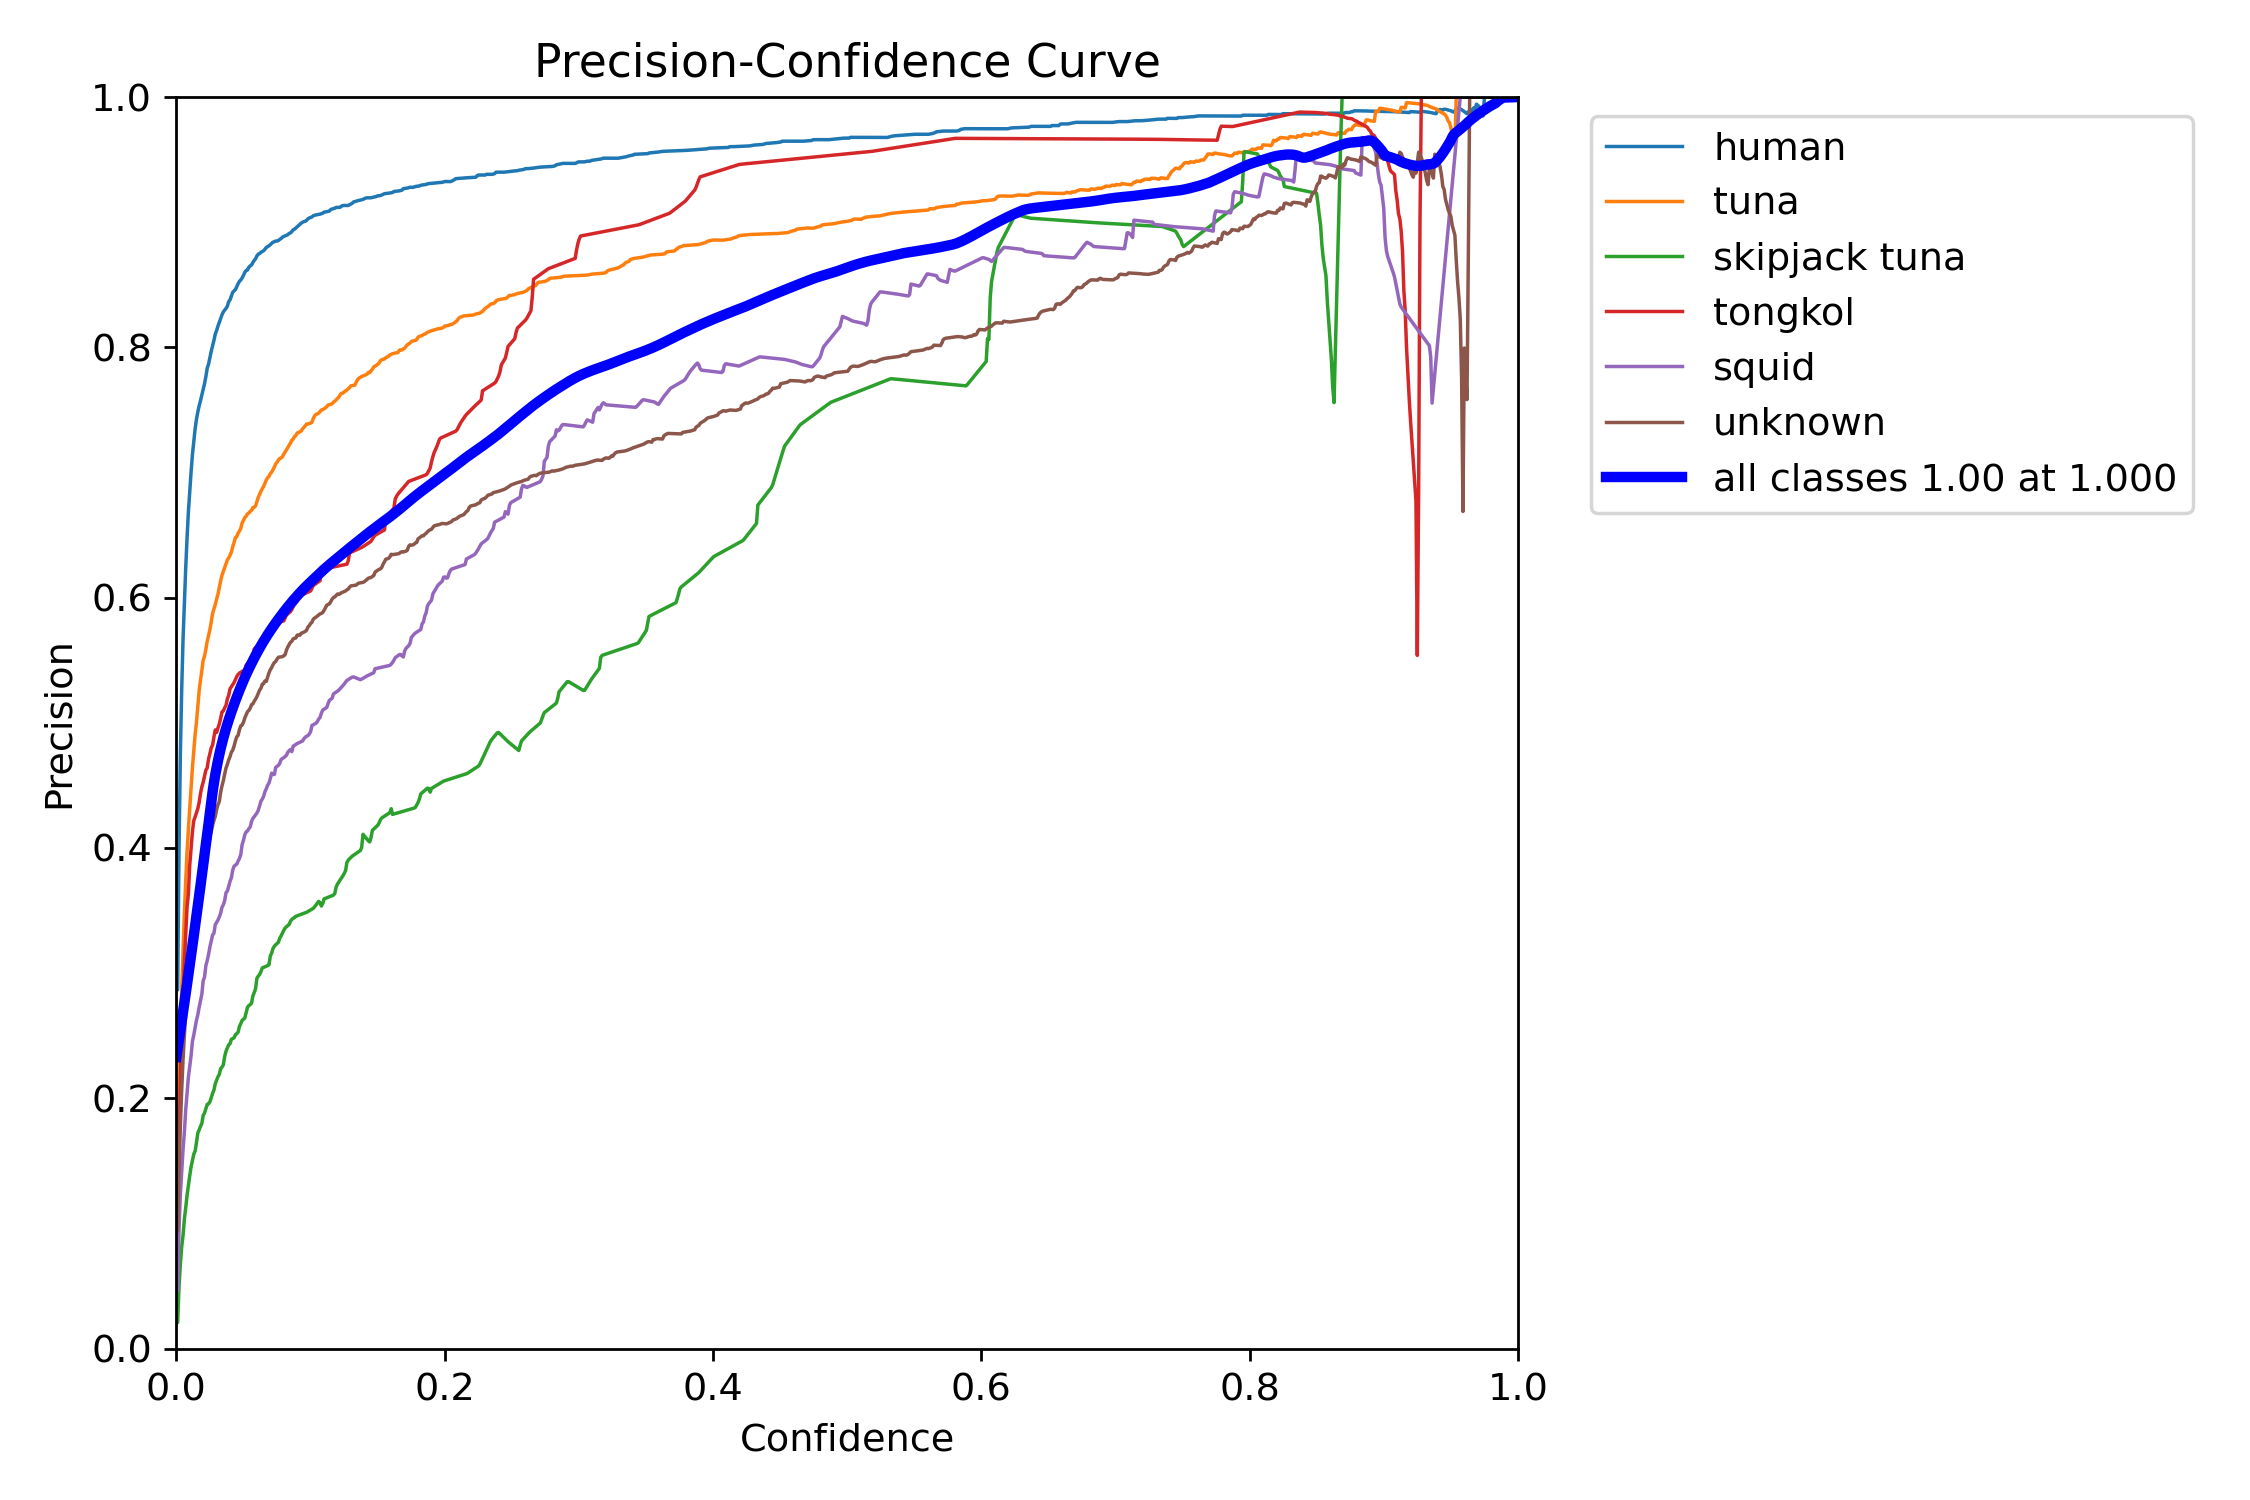 Precision-Confidence Curve
1.0
0.8
0.6
0.4
0.2
0.0
Precision
0.0 0.2 0.4 0.6 0.8 1.0
Confidence
human
tuna
skipjack tuna
tongkol
squid
unknown
all classes 1.00 at 1.000